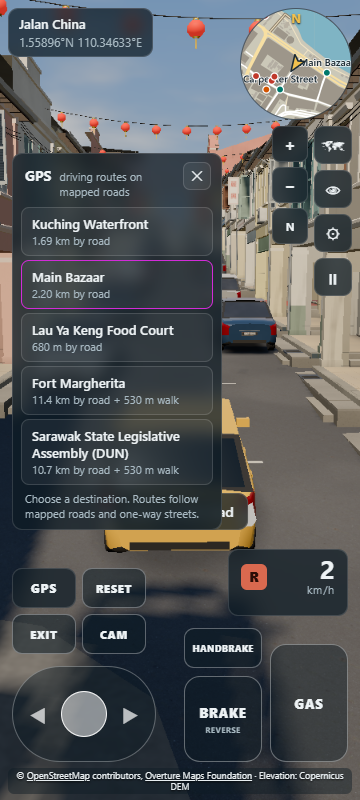 Jalan China
1.55896°N 110.34633°E
N
Main Bazaa
Carpenter Street
+
−
N
GPS driving routes on
mapped roads
Kuching Waterfront
1.69 km by road
Main Bazaar
2.20 km by road
Lau Ya Keng Food Court
680 m by road
Fort Margherita
11.4 km by road + 530 m walk
Sarawak State Legislative
Assembly (DUN)
10.7 km by road + 530 m walk
Choose a destination. Routes follow
mapped roads and one-way streets.
ad
R
2
km/h
GPS
RESET
EXIT
CAM
HANDBRAKE
BRAKE
REVERSE
GAS
© OpenStreetMap contributors, Overture Maps Foundation · Elevation: Copernicus
DEM